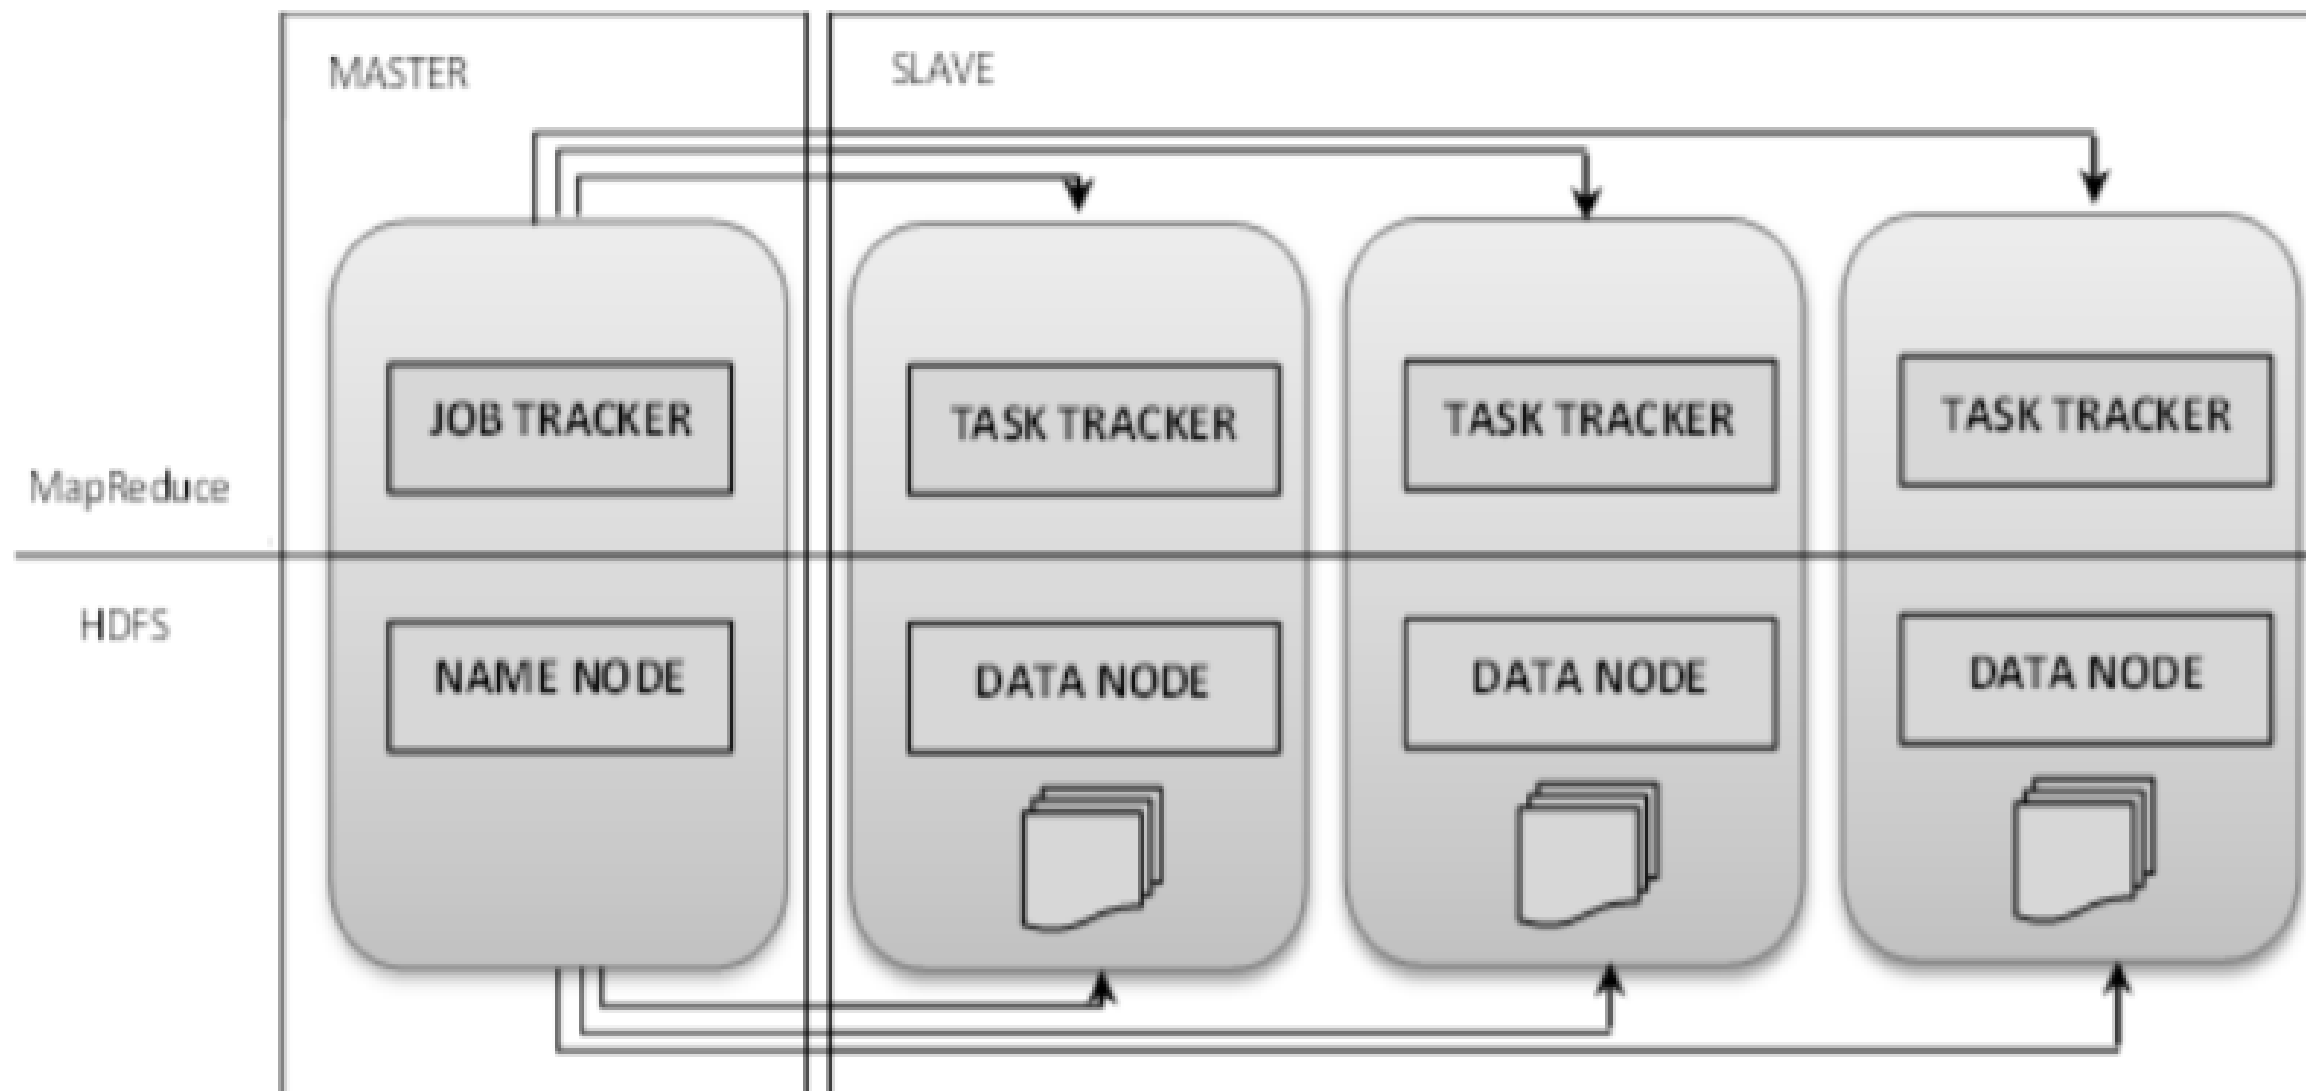 MASTER
SLAVE
JOB TRACKER
TASK TRACKER
TASK TRACKER
TASK TRACKER
MapReduce
HDFS
NAME NODE
DATA NODE
DATA NODE
DATA NODE